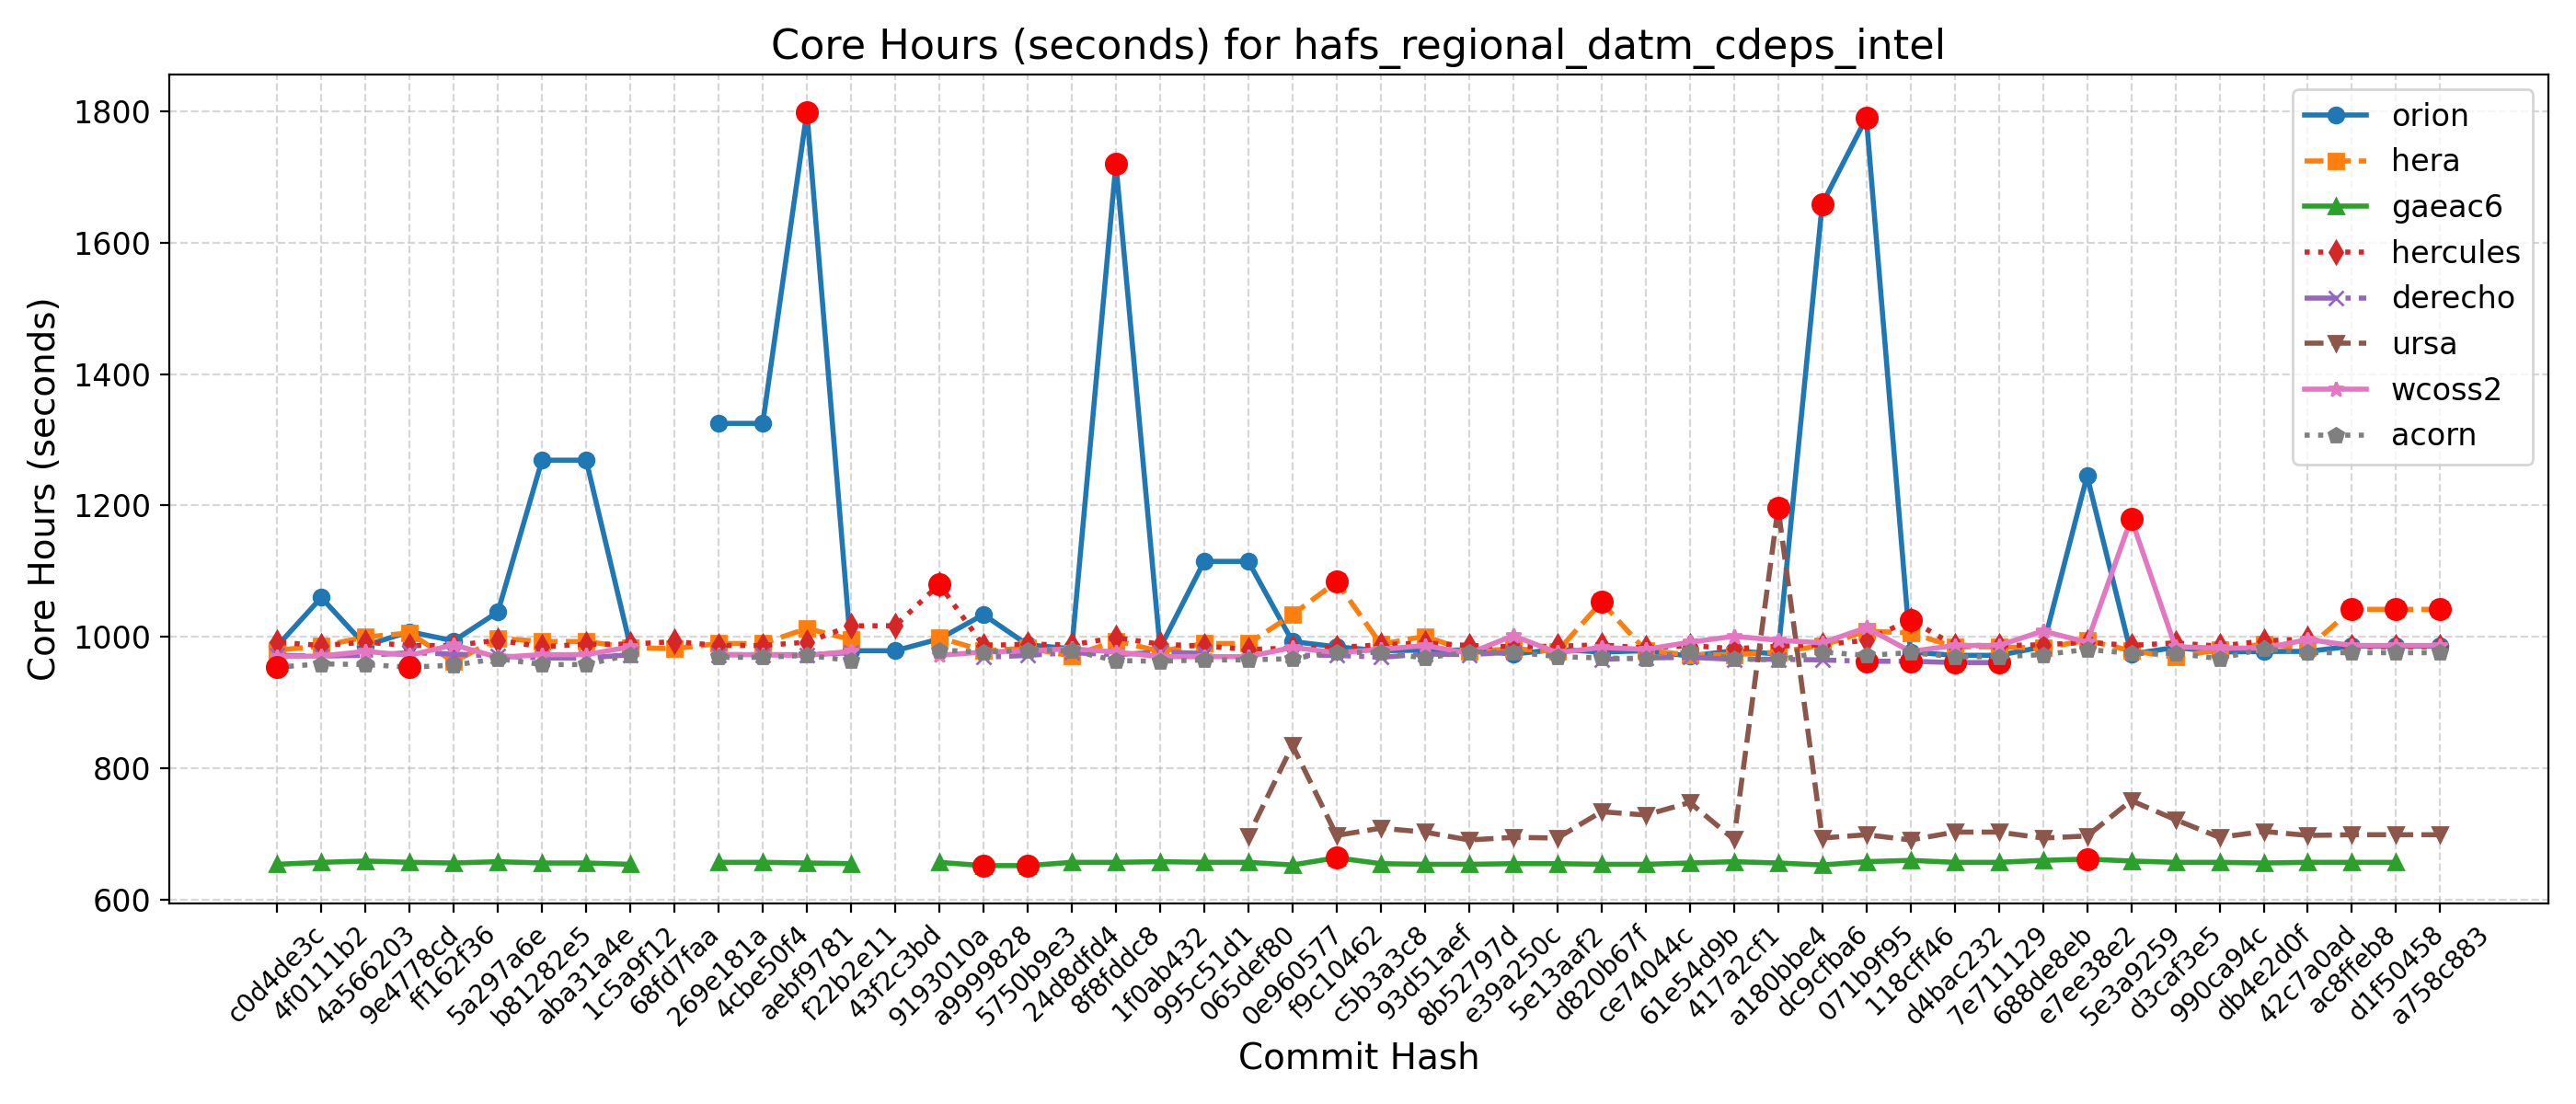 Core Hours (seconds) for hafs_regional_datm_cdeps_intel
Core Hours (seconds)
1800
1600
1400
1200
1000
800
600
orion
hera
gaeac6
hercules
derecho
ursa
wcoss2
acorn
c0d4de3c
4f0111b2
4a566203
9e4778cd
ff162f36
5a297a6e
b81282e5
aba31a4e
1c5a9f12
68fd7faa
269e181a
4cbe50f4
aebf9781
f22b2e11
43f2c3bd
9193010a
a9999828
5750b9e3
24d8dfd4
8f8fddc8
1f0ab432
995c51d1
065def80
0e960577
f9c10462
c5b3a3c8
93d51aef
8b52797d
e39a250c
5e13aaf2
d820b67f
ce74044c
61e54d9b
417a2cf1
a180bbe4
dc9cfba6
071b9f95
118cff46
d4bac232
7e711129
688de8eb
e7ee38e2
5e3a9259
d3caf3e5
990ca94c
db4e2d0f
42c7a0ad
ac8ffeb8
d1f50458
a758c883
Commit Hash